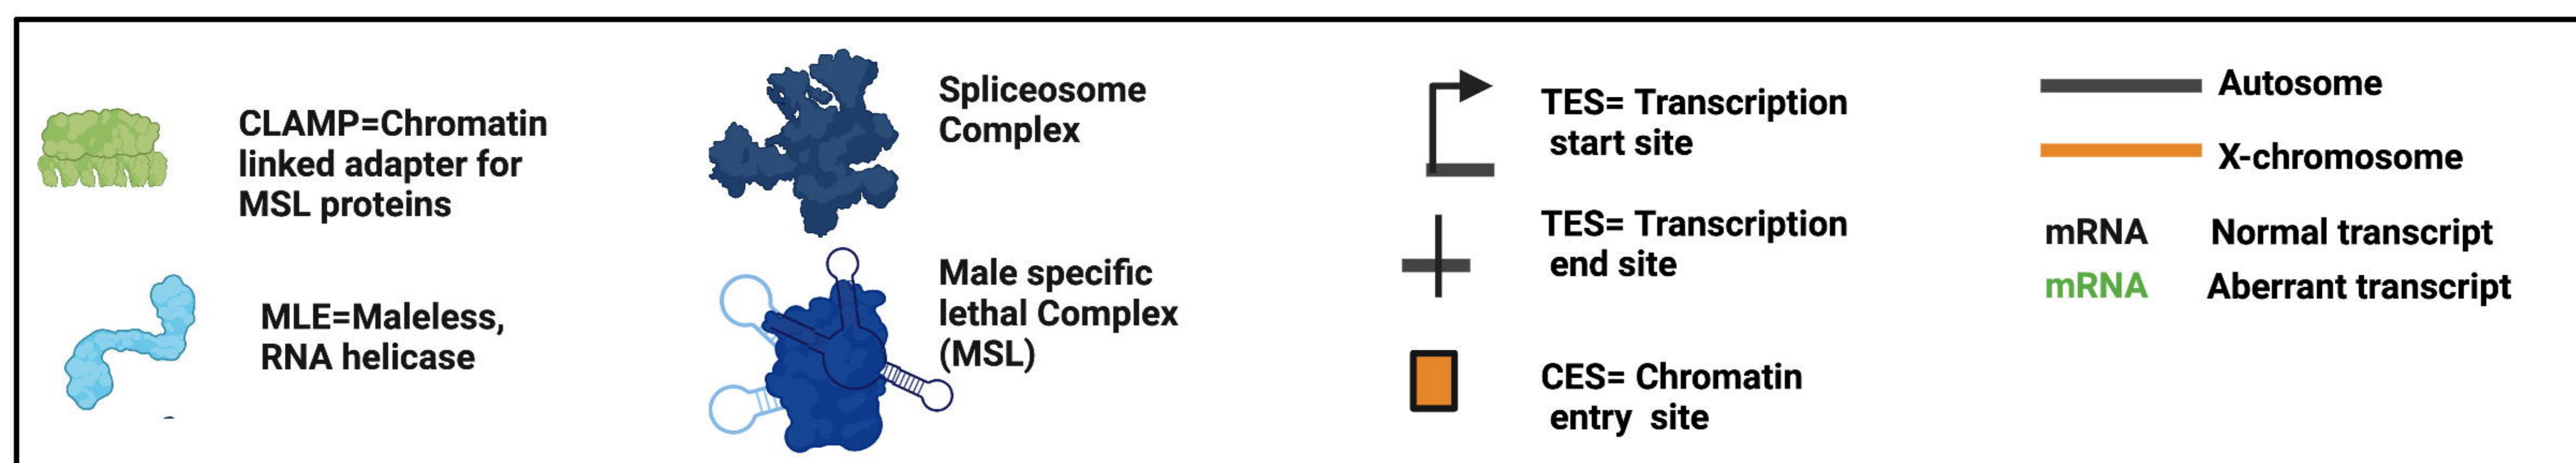 CLAMP=Chromatin
linked adapter for
MSL proteins
MLE=Maleless,
RNA helicase
Spliceosome
Complex
Male specific
lethal Complex
(MSL)
TES= Transcription
start site
TES= Transcription
end site
CES= Chromatin
entry site
Autosome
X-chromosome
mRNA Normal transcript
mRNA Aberrant transcript